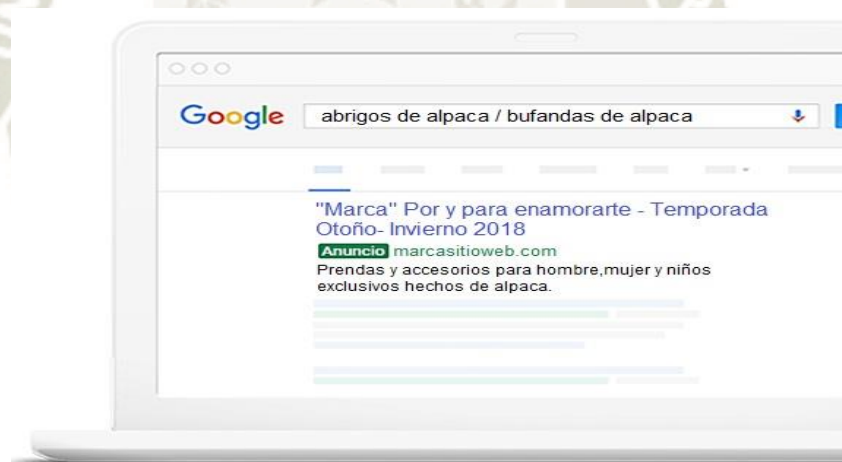 Google
abrigos de alpaca / bufandas de alpaca
"Marca" Por y para enamorarte - Temporada
Otoño- Invierno 2018
Anuncio marcasitioweb.com
Prendas y accesorios para hombre,mujer y niños
exclusivos hechos de alpaca.